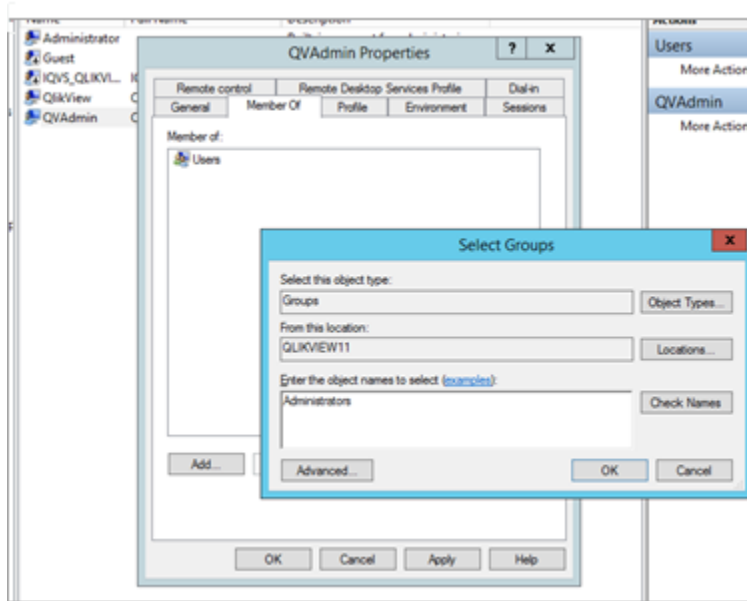 Actions
Administrator
Guest
IQVS_QLIKVI...
QlikView
QVAdmin
Users
More Action
QVAdmin
More Action
QVAdmin Properties
? x
Remote control Remote Desktop Services Profile Dial-in
General Member Of Profile Environment Sessions
Member of:
Users
Add...
OK Cancel Apply Help
Select Groups
x
Select this object type:
Groups Object Types...
From this location:
QLIKVIEW11 Locations...
Enter the object names to select (examples):
Administrators Check Names
Advanced... OK Cancel